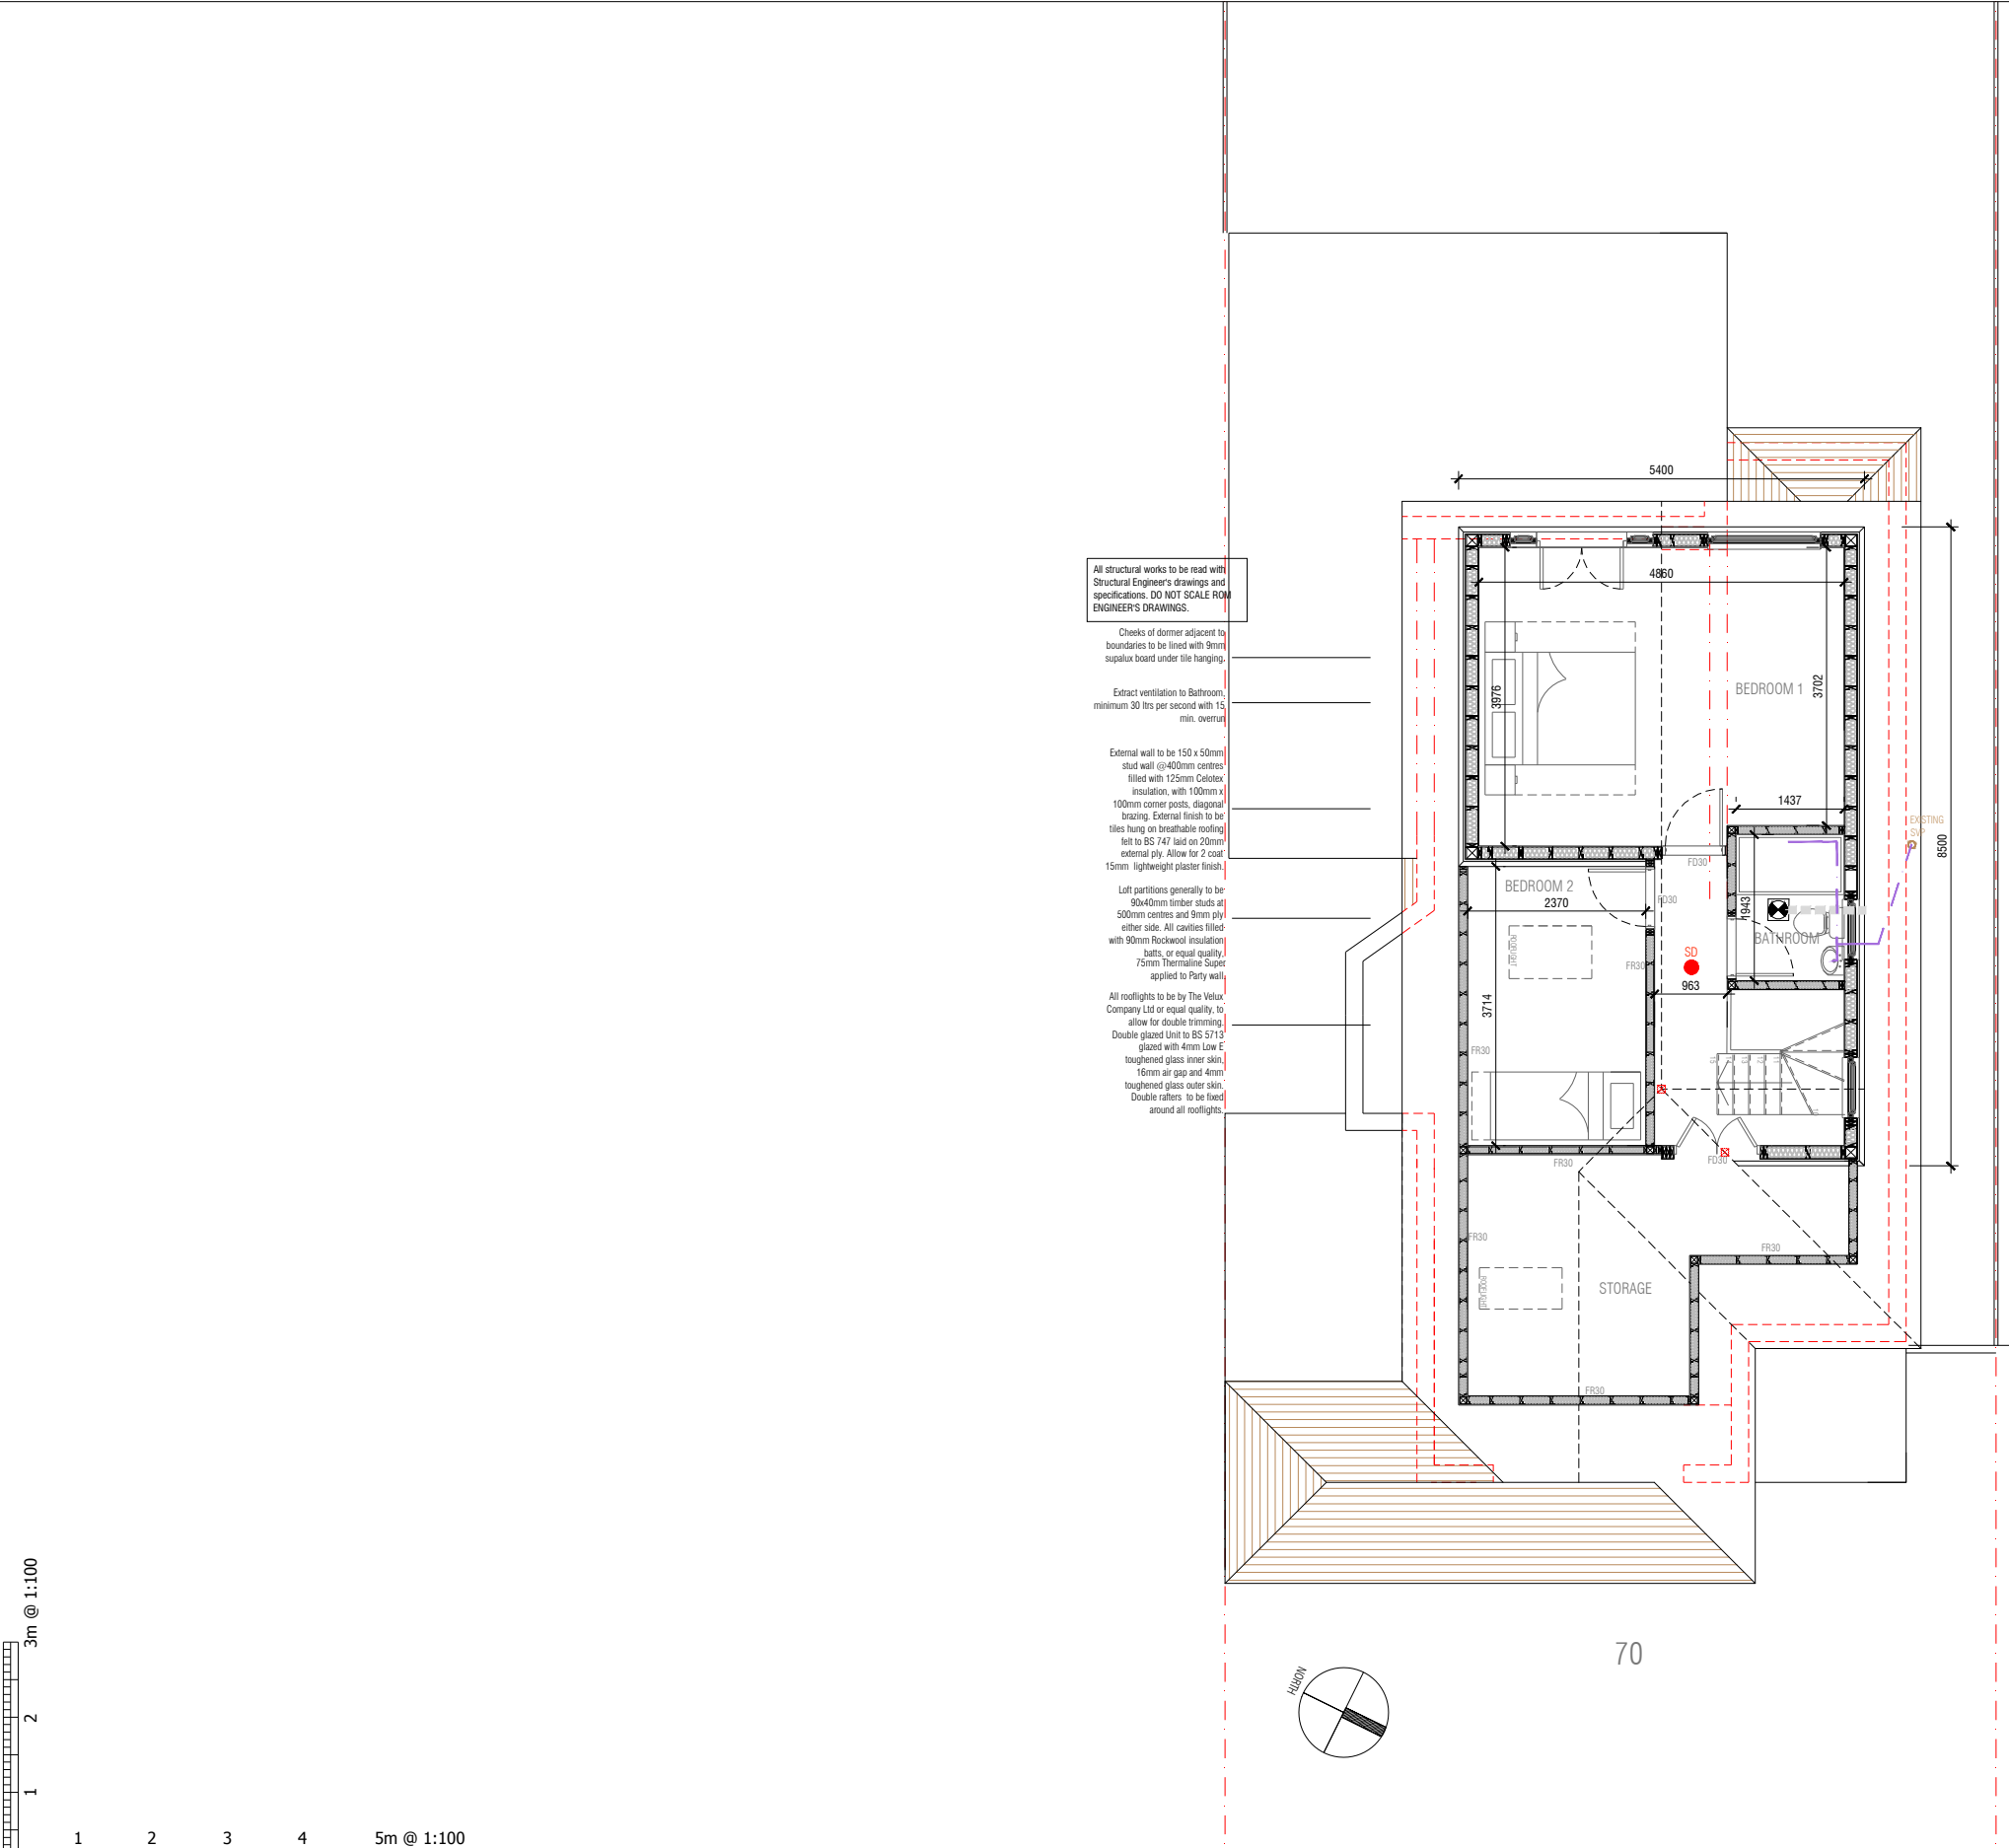 5400
All structural works to be read with
Structural Engineer's drawings and
specifications. DO NOT SCALE ROM
ENGINEER'S DRAWINGS.
4860
Cheeks of dormer adjacent to
boundaries to be lined with 9mm
supalux board under tile hanging.
Extract ventilation to Bathroom,
minimum 30 ltrs per second with 15
min. overrun
3976
BEDROOM 1
3702
External wall to be 150 x 50mm
stud wall @400mm centres
filled with 125mm Celotex
insulation, with 100mm x
100mm corner posts, diagonal
brazing. External finish to be
tiles hung on breathable roofing
felt to BS 747 laid on 20mm
external ply. Allow for 2 coat
15mm lightweight plaster finish.
1437
EXISTING
SVP
8500
FD30
BEDROOM 2
FD30
2370
1943
BATHROOM
Loft partitions generally to be
90x40mm timber studs at
500mm centres and 9mm ply
either side. All cavities filled
with 90mm Rockwool insulation
batts, or equal quality.
75mm Thermaline Super
applied to Party wall
ROOFLIGHT
FR30
SD
963
3714
All rooflights to be by The Velux
Company Ltd or equal quality, to
allow for double trimming.
Double glazed Unit to BS 5713
glazed with 4mm Low E
toughened glass inner skin,
16mm air gap and 4mm
toughened glass outer skin.
Double rafters to be fixed
around all rooflights.
FR30
15
13
12
11
FR30
FD30
FR30
FR30
ROOFLIGHT
STORAGE
FR30
70
NORTH
3m @ 1:100
2
1
1 2 3 4 5m @ 1:100